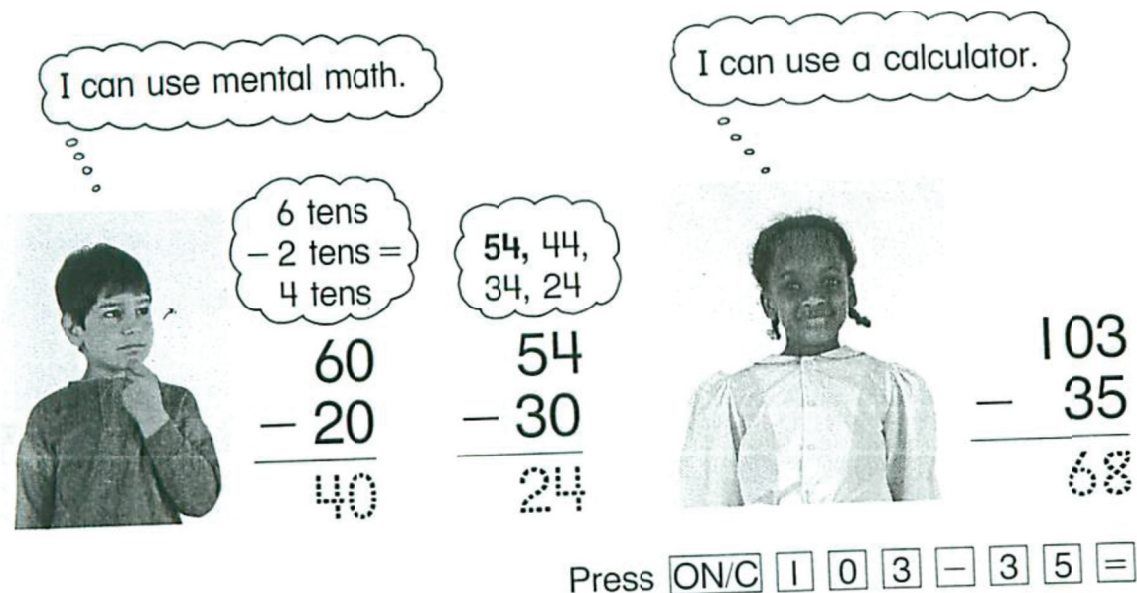 I can use mental math.
I can use a calculator.
6 tens
− 2 tens =
4 tens
54, 44,
34, 24
60
− 20
40
54
− 30
24
103
− 35
68
Press ON/C 1 0 3 − 3 5 =